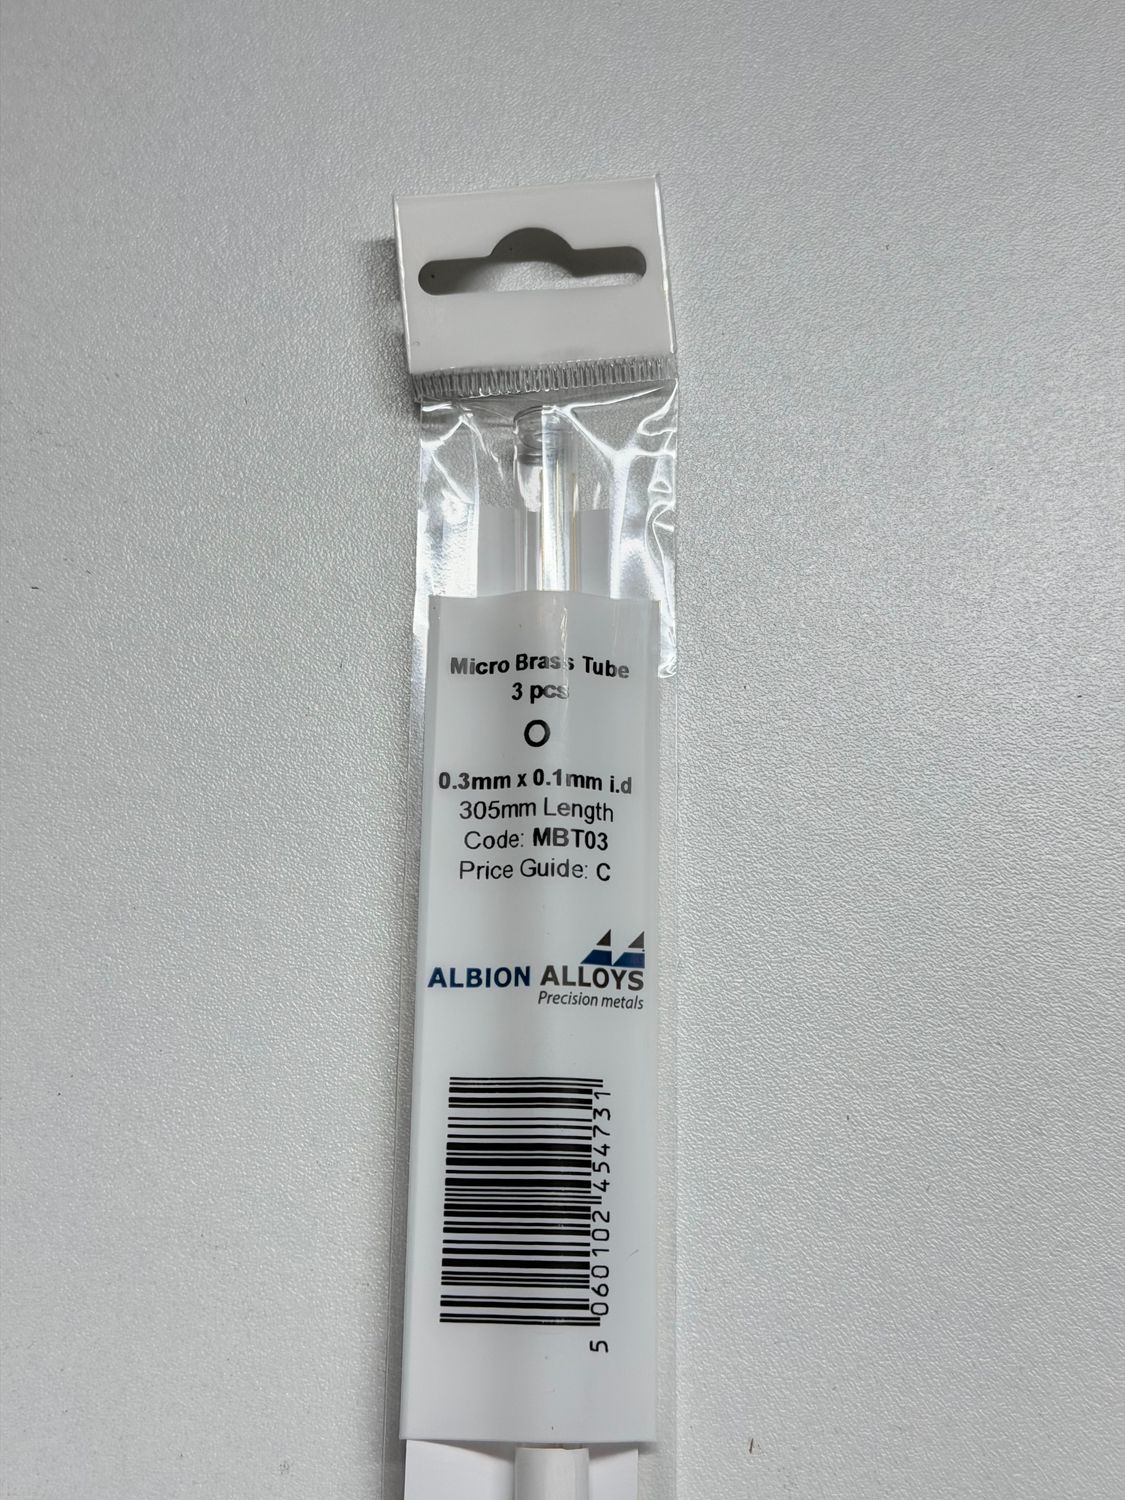 Micro Brass Tube
3 pcs
0.3mm x 0.1mm i.d
305mm Length
Code: MBT03
Price Guide: C
ALBION ALLOYS
Precision metals
5 060102 454731